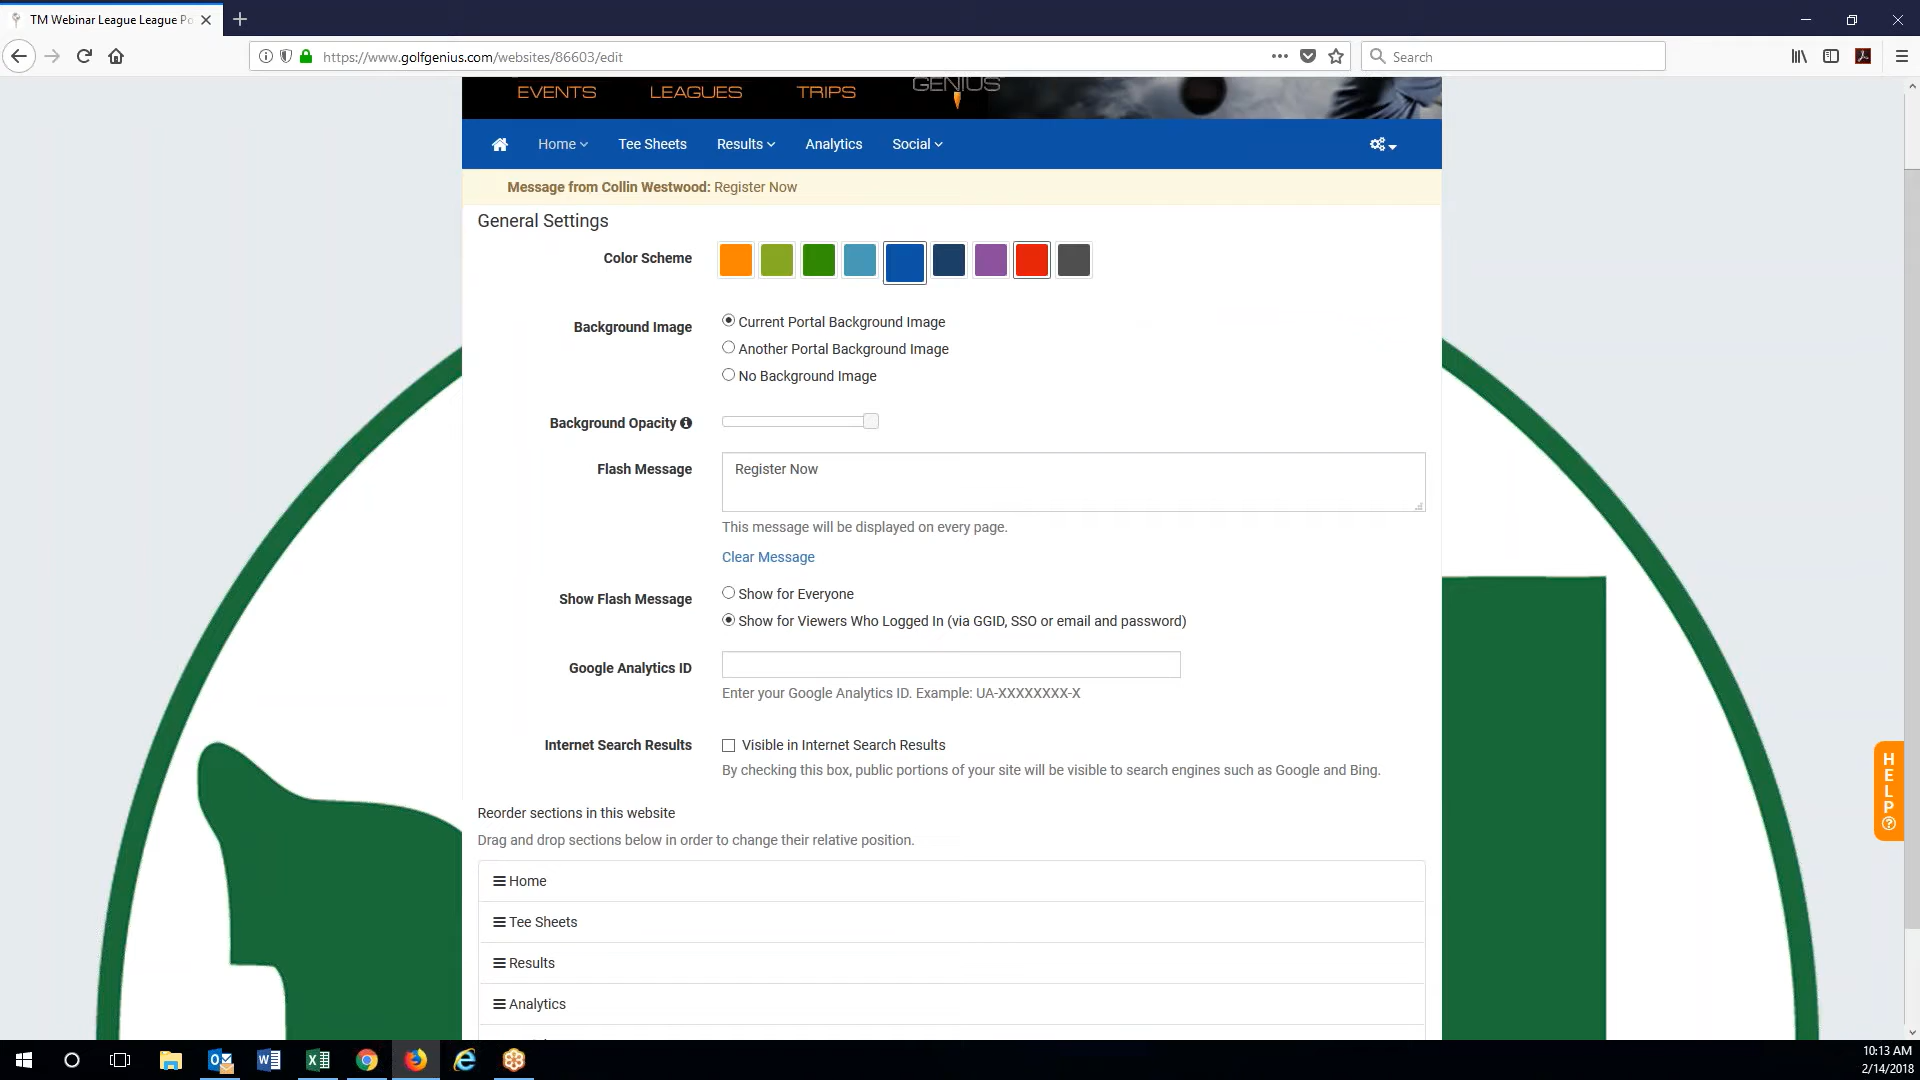 TM Webinar League League Po
https://www.golfgenius.com/websites/86603/edit
Search
EVENTS LEAGUES TRIPS GENIUS
Home Tee Sheets Results Analytics Social
Message from Collin Westwood: Register Now
General Settings
Color Scheme
Background Image
Current Portal Background Image
Another Portal Background Image
No Background Image
Background Opacity
Flash Message
Register Now
This message will be displayed on every page.
Clear Message
Show Flash Message
Show for Everyone
Show for Viewers Who Logged In (via GGID, SSO or email and password)
Google Analytics ID
Enter your Google Analytics ID. Example: UA-XXXXXXXX-X
Internet Search Results
Visible in Internet Search Results
By checking this box, public portions of your site will be visible to search engines such as Google and Bing.
HELP
Reorder sections in this website
Drag and drop sections below in order to change their relative position.
Home
Tee Sheets
Results
Analytics
10:13 AM
2/14/2018